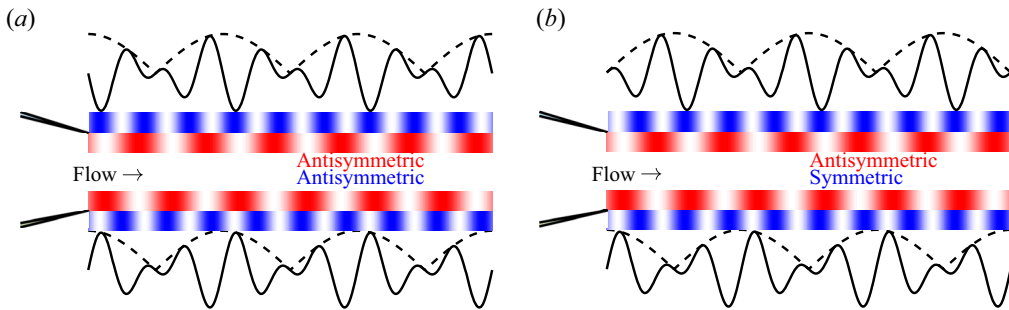 (a)
Antisymmetric
Antisymmetric
Flow →
(b)
Antisymmetric
Symmetric
Flow →